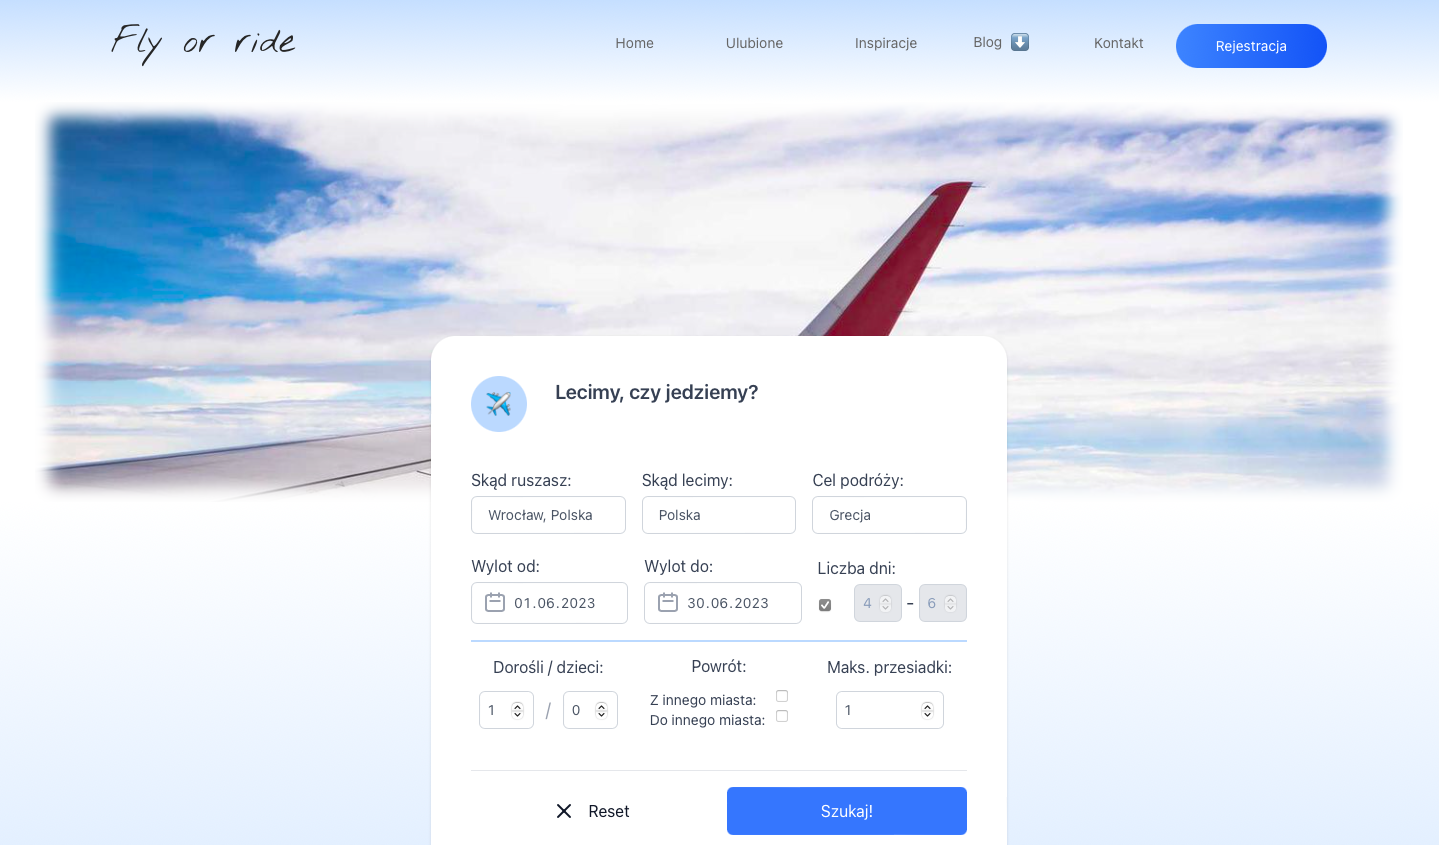 Fly or ride
Home Ulubione Inspiracje Blog ⬇️ Kontakt Rejestracja
Lecimy, czy jedziemy?
Skąd ruszasz: Skąd lecimy: Cel podróży:
Wrocław, Polska Polska Grecja
Wylot od: Wylot do: Liczba dni:
01.06.2023 30.06.2023 4 - 6
Dorośli / dzieci: Powrót: Maks. przesiadki:
1 / 0 Z innego miasta: 1
Do innego miasta:
Reset Szukaj!